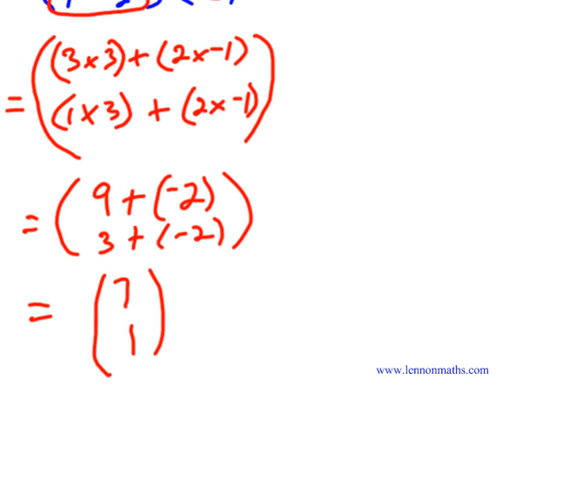 (3×3)+(2×-1)
= (1×3) + (2×-1)
9+(-2)
= 3+(-2)
7
= 1
www.lennonmaths.com